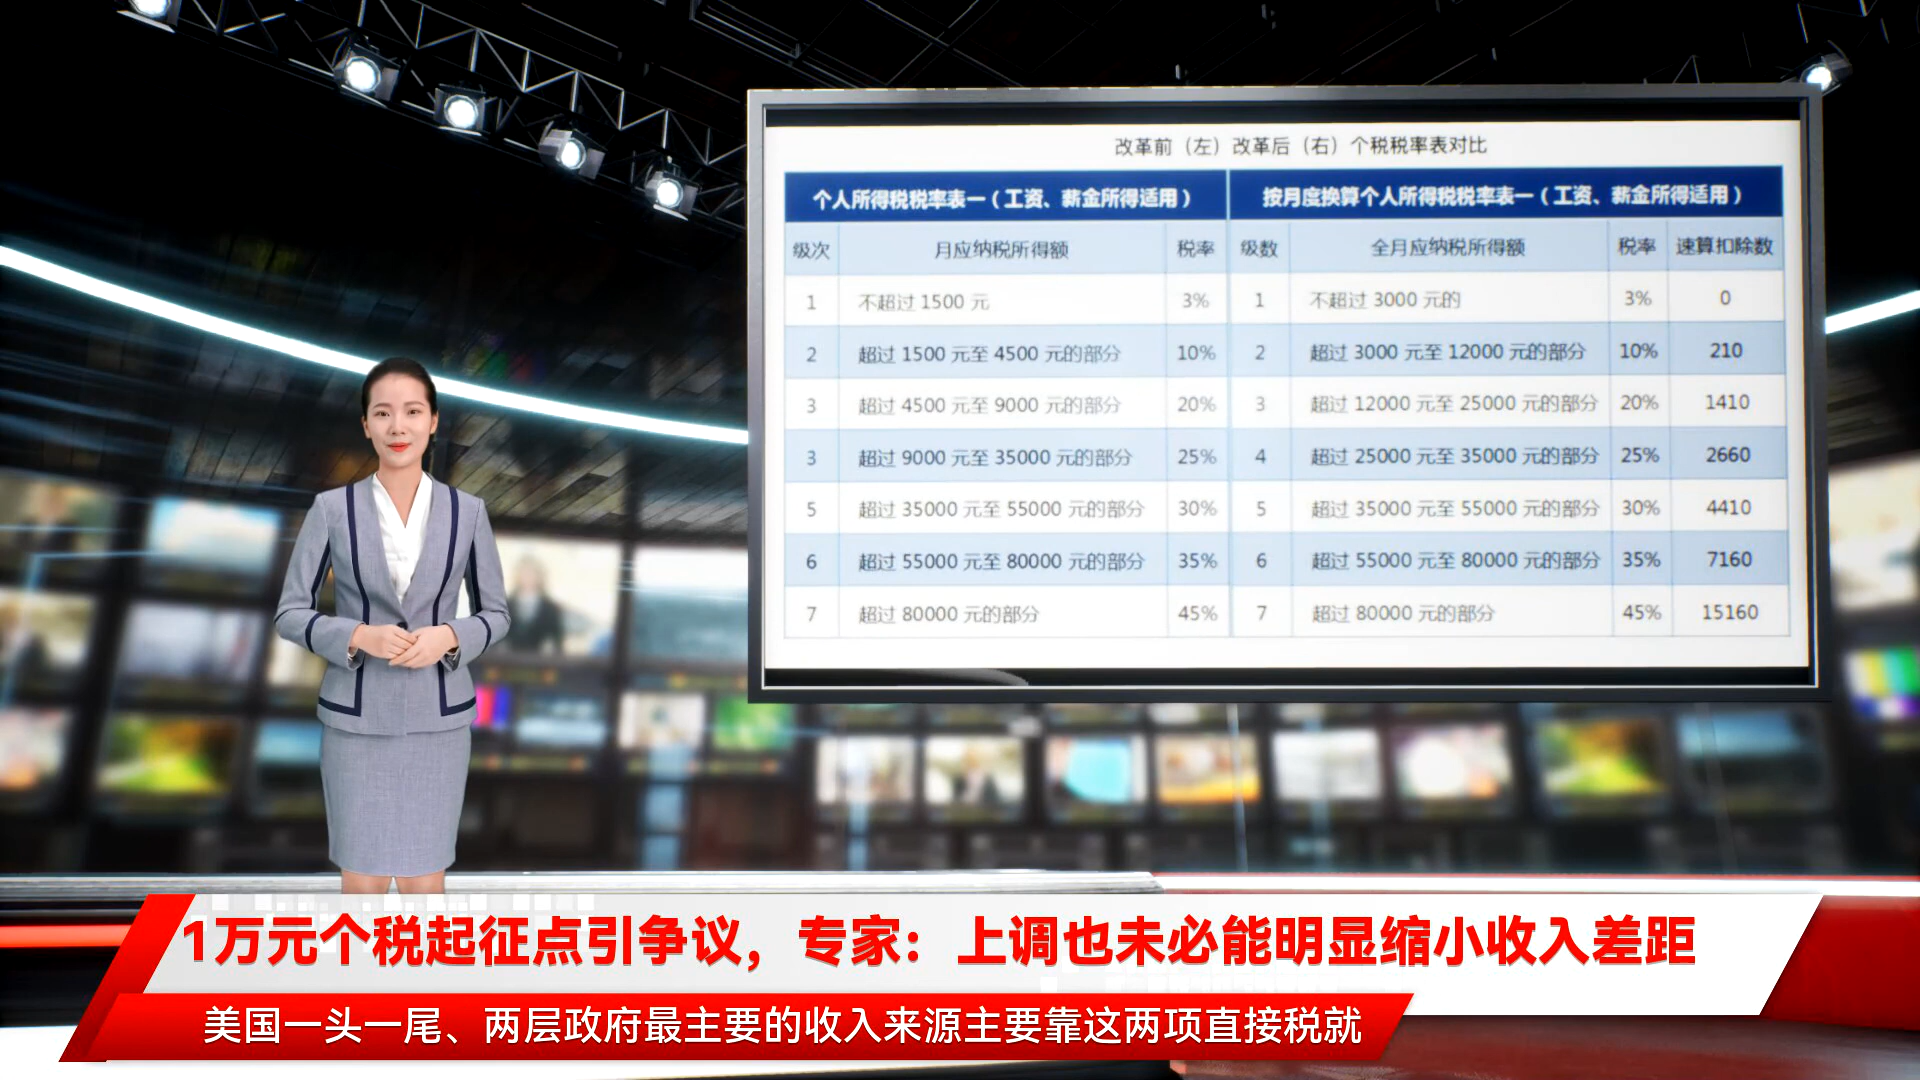 改革前（左）改革后（右）个税税率表对比
个人所得税税率表一（工资、薪金所得适用） 按月度换算个人所得税税率表一（工资、薪金所得适用）
级次 月应纳税所得额 税率 级数 全月应纳税所得额 税率 速算扣除数
1 不超过 1500 元 3% 1 不超过 3000 元的 3% 0
2 超过 1500 元至 4500 元的部分 10% 2 超过 3000 元至 12000 元的部分 10% 210
3 超过 4500 元至 9000 元的部分 20% 3 超过 12000 元至 25000 元的部分 20% 1410
3 超过 9000 元至 35000 元的部分 25% 4 超过 25000 元至 35000 元的部分 25% 2660
5 超过 35000 元至 55000 元的部分 30% 5 超过 35000 元至 55000 元的部分 30% 4410
6 超过 55000 元至 80000 元的部分 35% 6 超过 55000 元至 80000 元的部分 35% 7160
7 超过 80000 元的部分 45% 7 超过 80000 元的部分 45% 15160
1万元个税起征点引争议，专家：上调也未必能明显缩小收入差距
美国一头一尾、两层政府最主要的收入来源主要靠这两项直接税就